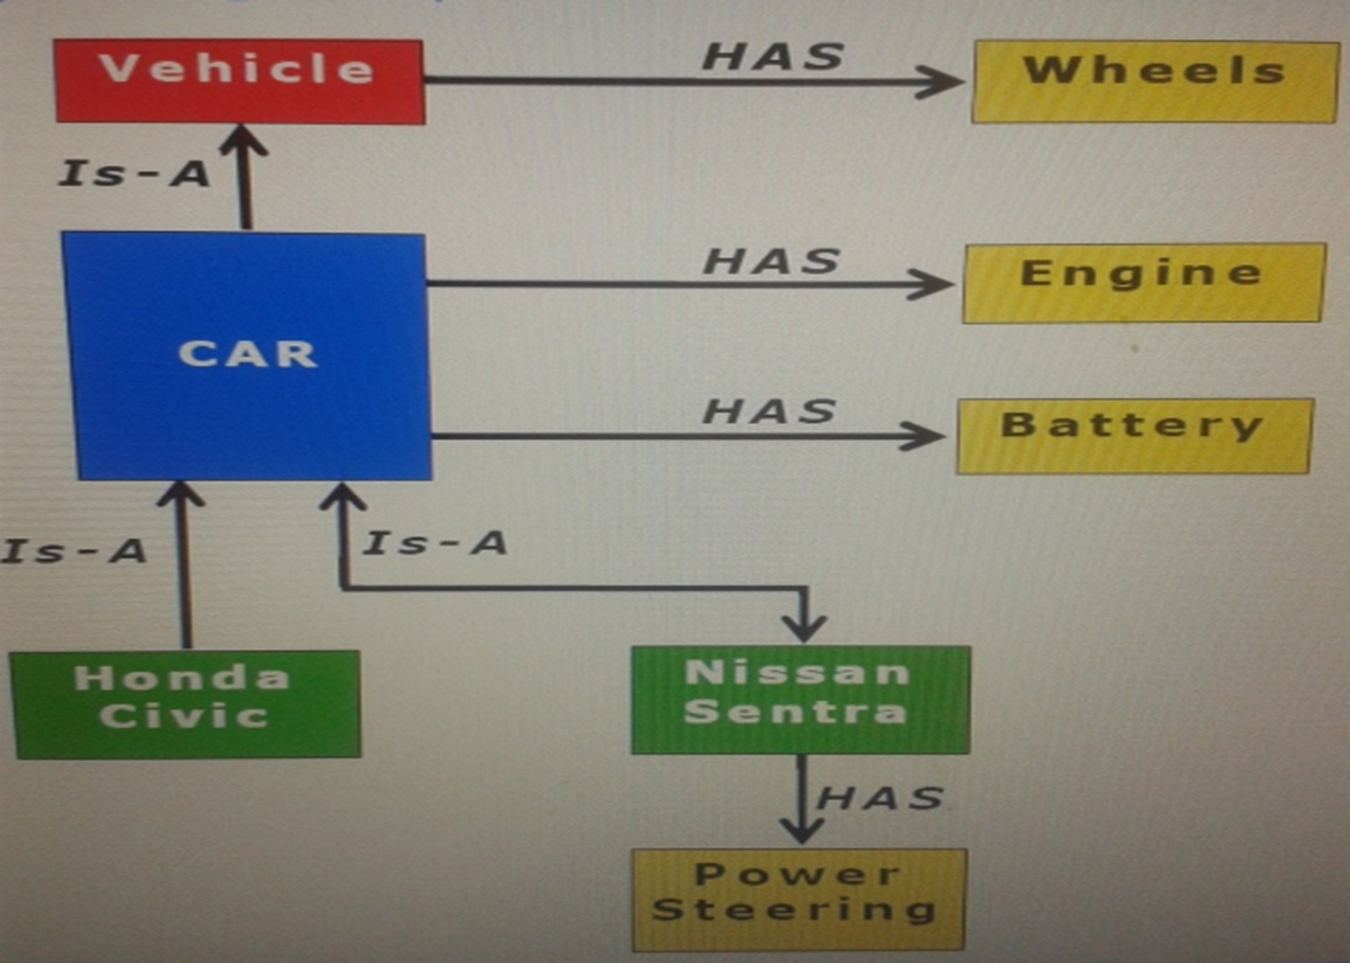 Vehicle
HAS
Wheels
Is-A
CAR
HAS
Engine
HAS
Battery
Is-A
Is-A
Honda
Civic
Nissan
Sentra
HAS
Power
Steering